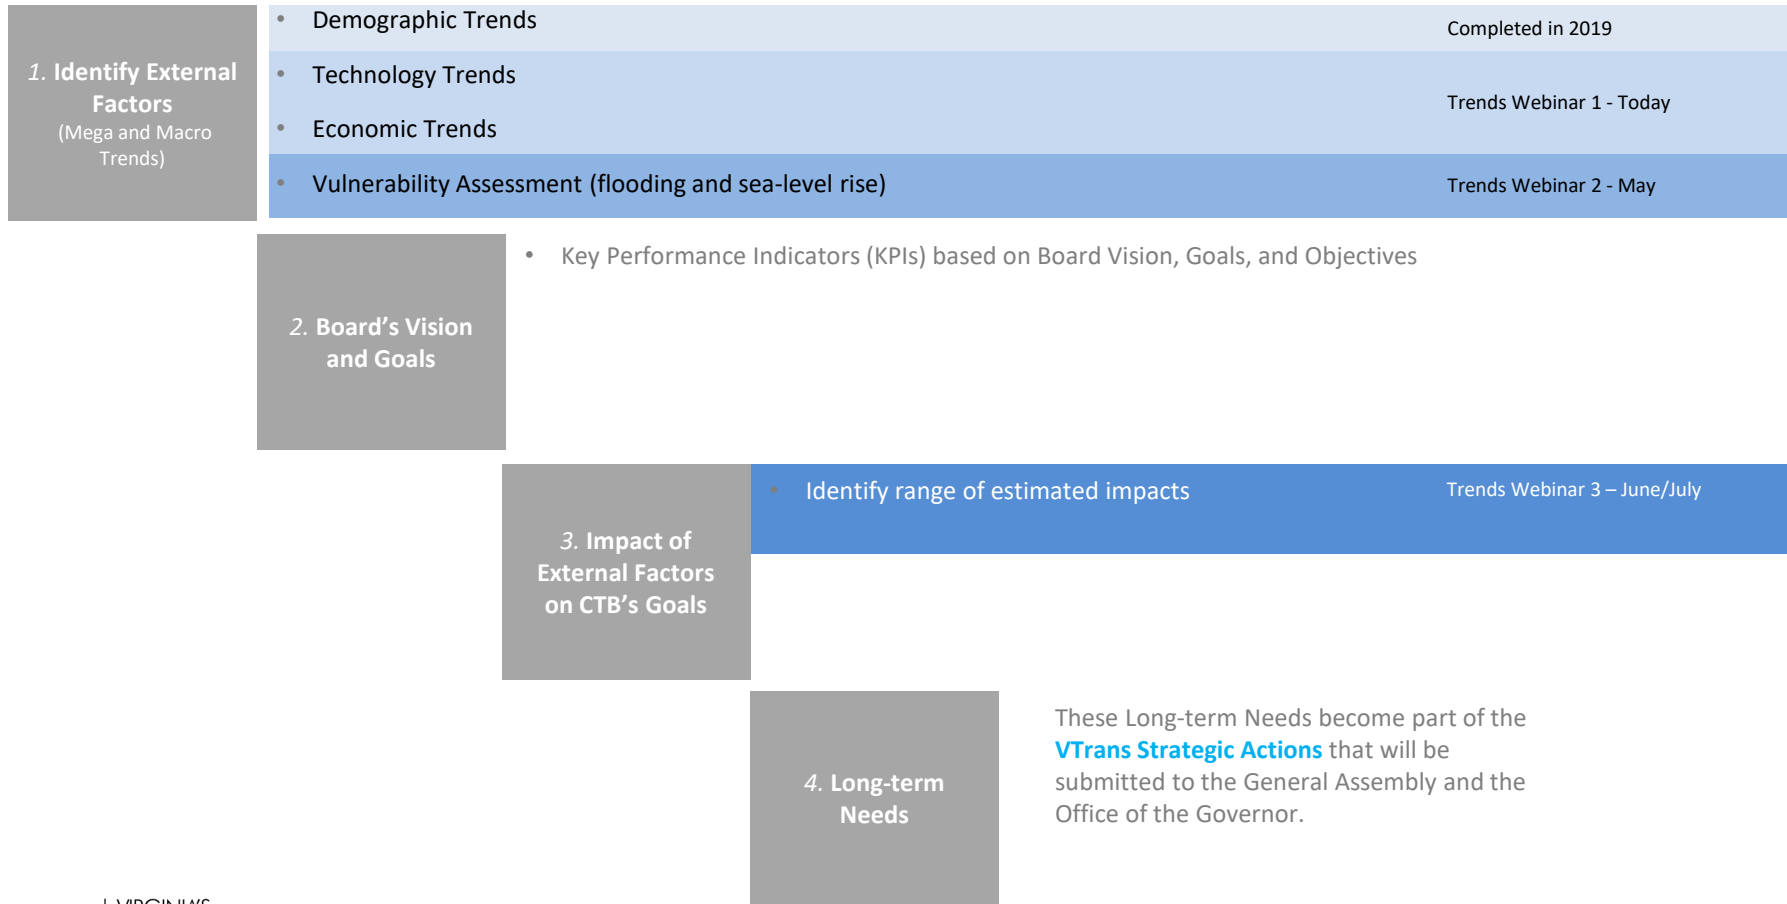 1. Identify External
Factors
(Mega and Macro
Trends)
• Demographic Trends
Completed in 2019
• Technology Trends
• Economic Trends
Trends Webinar 1 - Today
• Vulnerability Assessment (flooding and sea-level rise)
Trends Webinar 2 - May
2. Board’s Vision
and Goals
• Key Performance Indicators (KPIs) based on Board Vision, Goals, and Objectives
3. Impact of
External Factors
on CTB’s Goals
• Identify range of estimated impacts
Trends Webinar 3 – June/July
4. Long-term
Needs
These Long-term Needs become part of the
VTrans Strategic Actions that will be
submitted to the General Assembly and the
Office of the Governor.